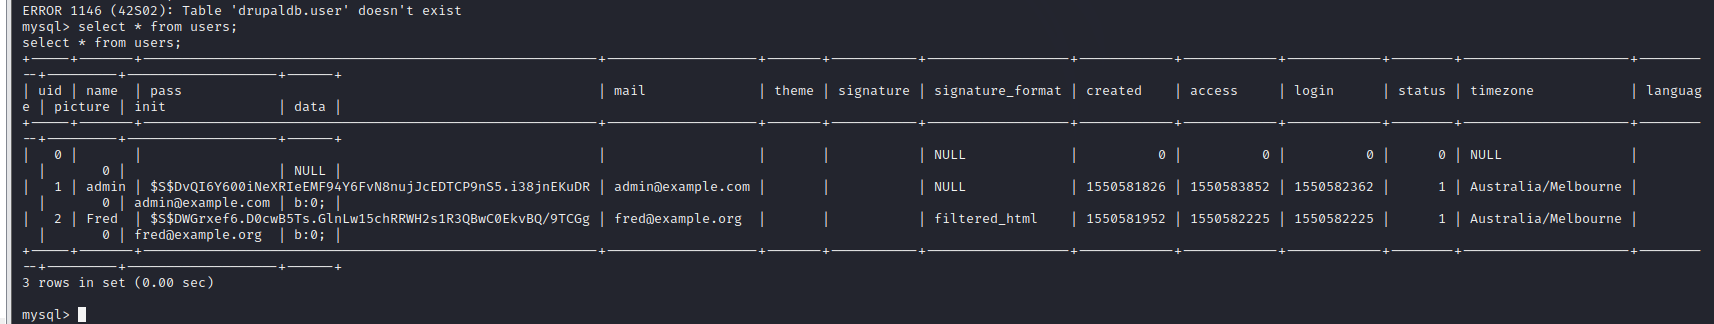 ERROR 1146 (42S02): Table 'drupaldb.user' doesn't exist
mysql> select * from users;
select * from users;
+-----+-------+---------------------------------------------------------+-------------------+-------+-----------+------------------+------------+------------+------------+--------+---------------------+--------
--+---------+-------------------+------+
| uid | name | pass | mail | theme | signature | signature_format | created | access | login | status | timezone | languag
e | picture | init | data |
+-----+-------+---------------------------------------------------------+-------------------+-------+-----------+------------------+------------+------------+------------+--------+---------------------+--------
--+---------+-------------------+------+
| 0 | | | | | | NULL | 0 | 0 | 0 | 0 | NULL |
| 0 | | NULL |
| 1 | admin | $S$DvQI6Y600iNeXRIeEMF94Y6FvN8nujJcEDTCP9nS5.i38jnEKuDR | admin@example.com | | | NULL | 1550581826 | 1550583852 | 1550582362 | 1 | Australia/Melbourne |
| 0 | admin@example.com | b:0; |
| 2 | Fred | $S$DWGrxef6.D0cwB5Ts.GlnLw15chRRWH2s1R3QBwC0EkvBQ/9TCGg | fred@example.org | | | filtered_html | 1550581952 | 1550582225 | 1550582225 | 1 | Australia/Melbourne |
| 0 | fred@example.org | b:0; |
+-----+-------+---------------------------------------------------------+-------------------+-------+-----------+------------------+------------+------------+------------+--------+---------------------+--------
--+---------+-------------------+------+
3 rows in set (0.00 sec)
mysql>